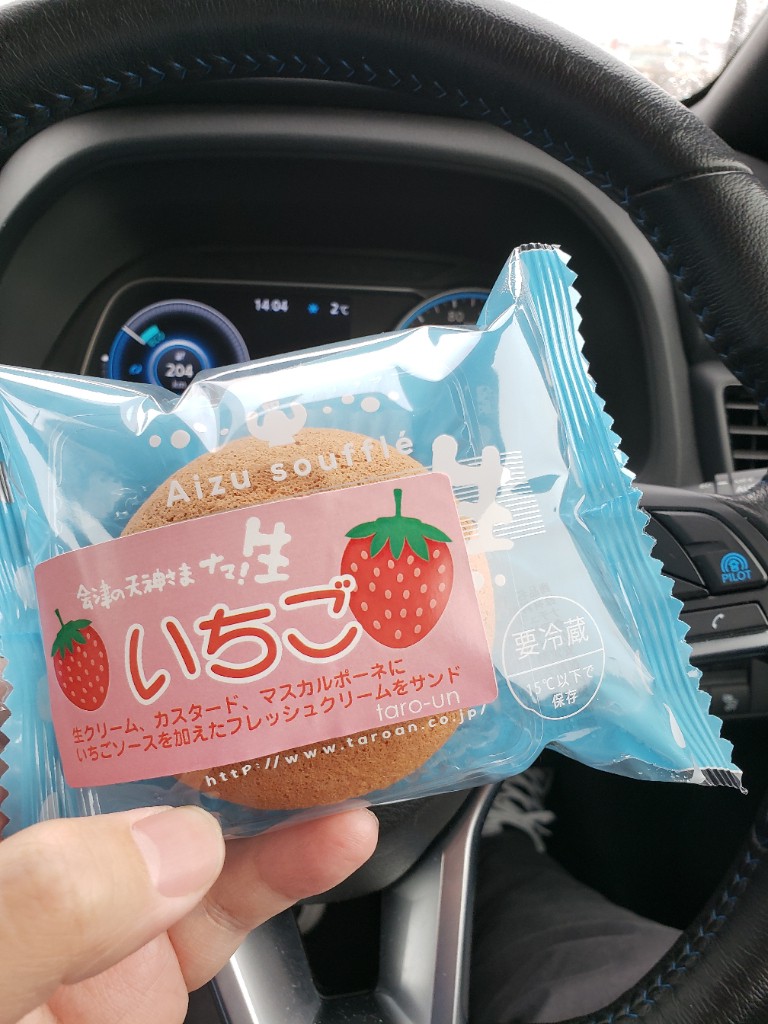 14:04 2℃
80
204
km
Aizu soufflé
生
会津の天神さま ナマ!生
いちご
生クリーム、カスタード、マスカルポーネに
いちごソースを加えたフレッシュクリームをサンド
taro-un
http://www.taroan.co.jp/
要冷蔵
15℃以下で
保存
PILOT